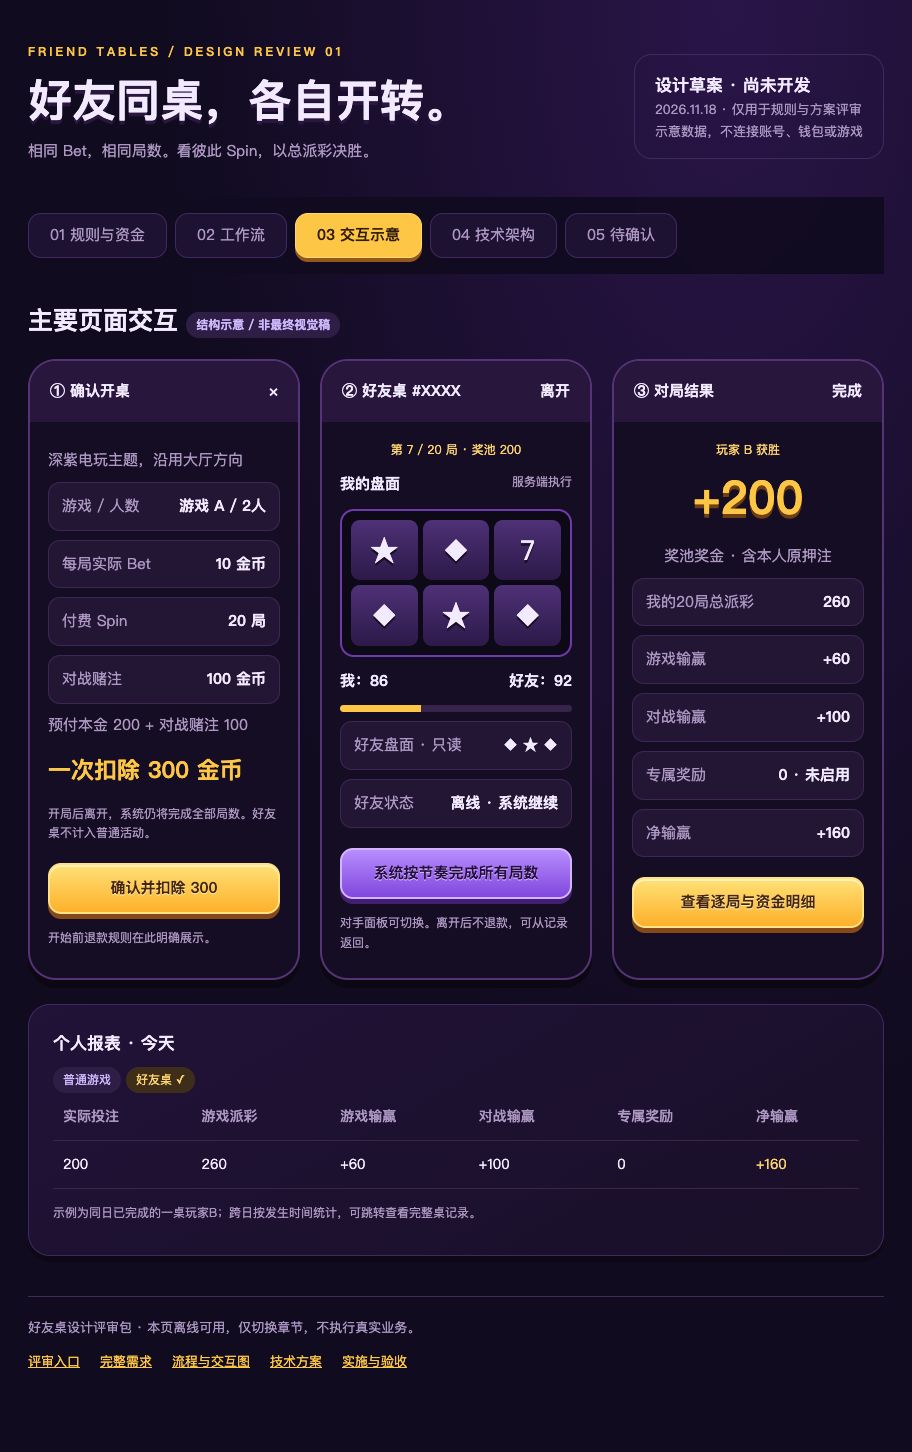 FRIEND TABLES / DESIGN REVIEW 01
好友同桌，各自开转。
相同 Bet，相同局数。看彼此 Spin，以总派彩决胜。
设计草案 · 尚未开发
2026.11.18 · 仅用于规则与方案评审
示意数据，不连接账号、钱包或游戏
01 规则与资金
02 工作流
03 交互示意
04 技术架构
05 待确认
主要页面交互
结构示意 / 非最终视觉稿
① 确认开桌 ×
深紫电玩主题，沿用大厅方向
游戏 / 人数 游戏 A / 2人
每局实际 Bet 10 金币
付费 Spin 20 局
对战赌注 100 金币
预付本金 200 + 对战赌注 100
一次扣除 300 金币
开局后离开，系统仍将完成全部局数。好友
桌不计入普通活动。
确认并扣除 300
开始前退款规则在此明确展示。
② 好友桌 #XXXX 离开
第 7 / 20 局 · 奖池 200
我的盘面 服务端执行
★ ◆ 7
◆ ★ ◆
我：86 好友：92
好友盘面 · 只读 ◆ ★ ◆
好友状态 离线 · 系统继续
系统按节奏完成所有局数
对手面板可切换。离开后不退款，可从记录
返回。
③ 对局结果 完成
玩家 B 获胜
+200
奖池奖金 · 含本人原押注
我的20局总派彩 260
游戏输赢 +60
对战输赢 +100
专属奖励 0 · 未启用
净输赢 +160
查看逐局与资金明细
个人报表 · 今天
普通游戏 好友桌 ✓
实际投注 游戏派彩 游戏输赢 对战输赢 专属奖励 净输赢
200 260 +60 +100 0 +160
示例为同日已完成的一桌玩家B；跨日按发生时间统计，可跳转查看完整桌记录。
好友桌设计评审包 · 本页离线可用，仅切换章节，不执行真实业务。
评审入口 完整需求 流程与交互图 技术方案 实施与验收